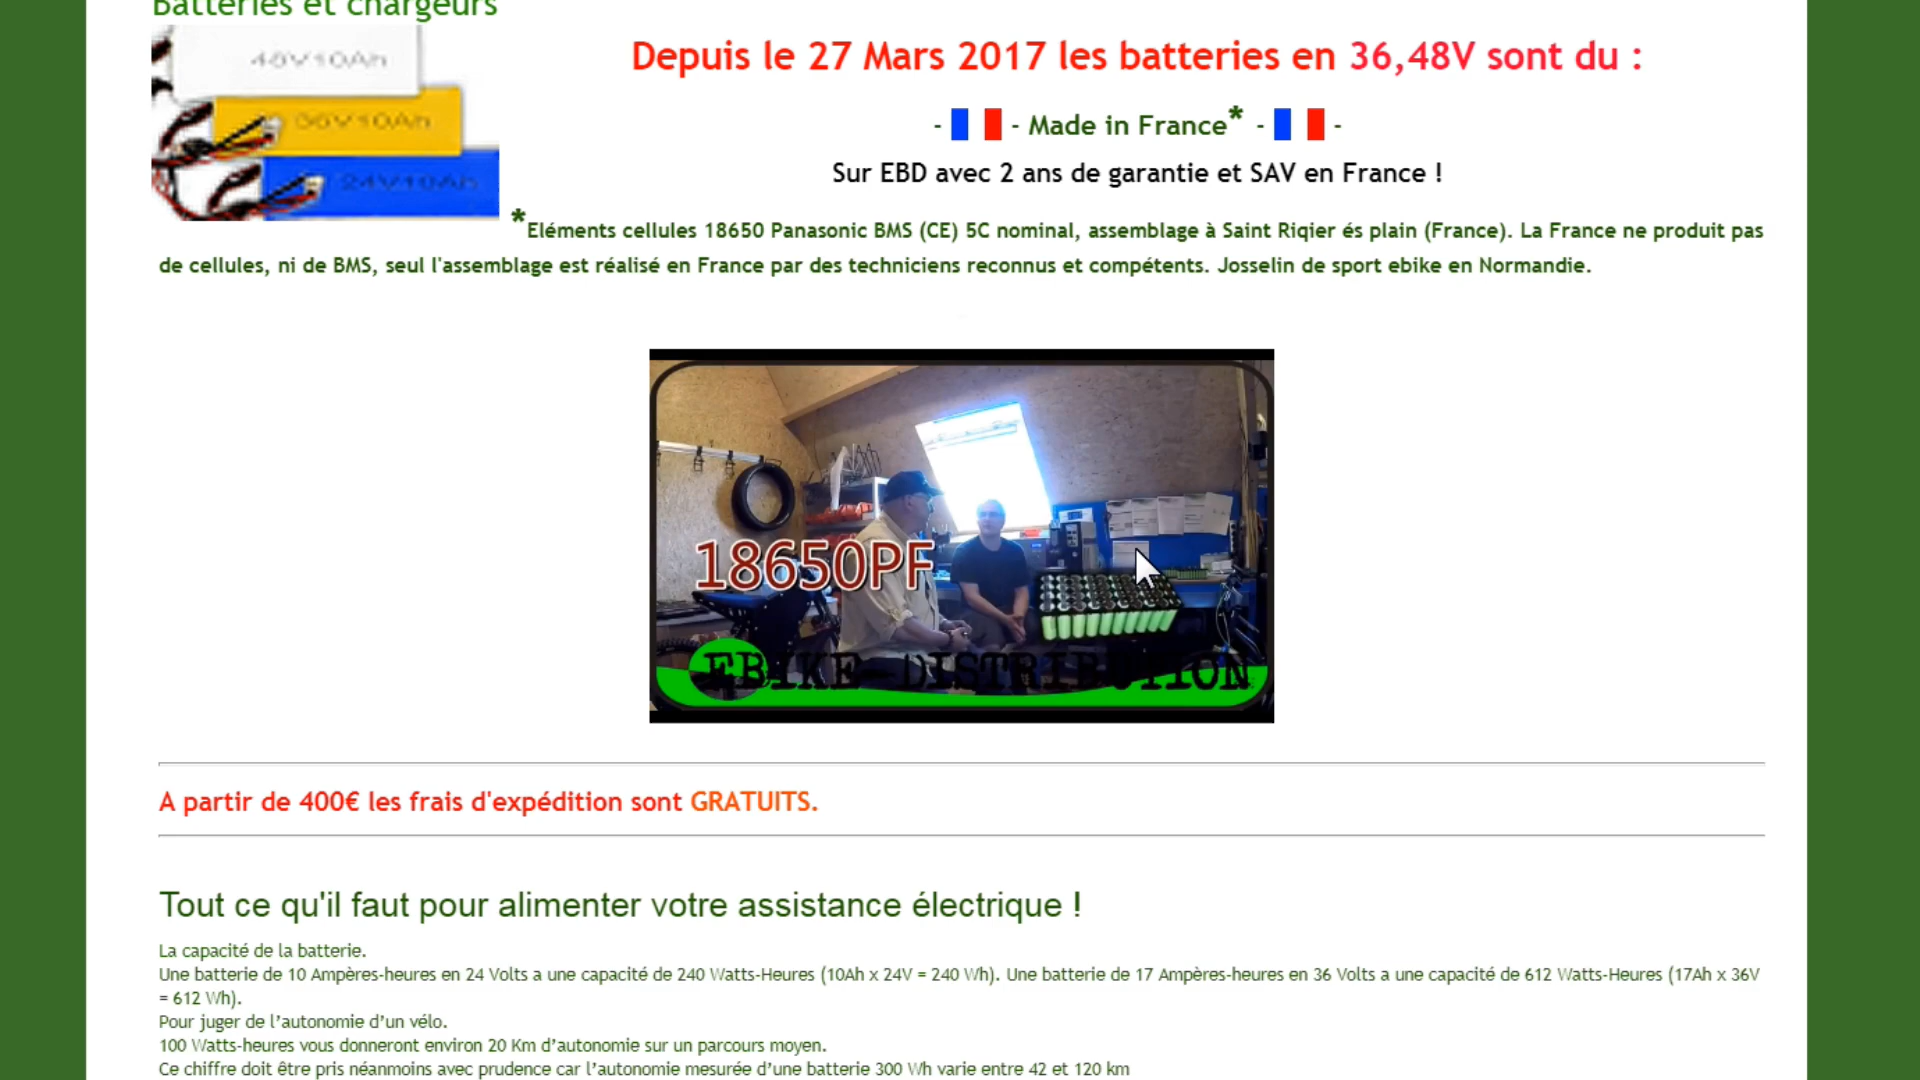 Batteries et chargeurs
48V10Ah
36V10Ah
24V10Ah
Depuis le 27 Mars 2017 les batteries en 36,48V sont du :
- - Made in France* - -
Sur EBD avec 2 ans de garantie et SAV en France !
*Eléments cellules 18650 Panasonic BMS (CE) 5C nominal, assemblage à Saint Riqier és plain (France). La France ne produit pas
de cellules, ni de BMS, seul l'assemblage est réalisé en France par des techniciens reconnus et compétents. Josselin de sport ebike en Normandie.
18650PF
EBIKE-DISTRIBUTION
A partir de 400€ les frais d'expédition sont GRATUITS.
Tout ce qu'il faut pour alimenter votre assistance électrique !
La capacité de la batterie.
Une batterie de 10 Ampères-heures en 24 Volts a une capacité de 240 Watts-Heures (10Ah x 24V = 240 Wh). Une batterie de 17 Ampères-heures en 36 Volts a une capacité de 612 Watts-Heures (17Ah x 36V
= 612 Wh).
Pour juger de l’autonomie d’un vélo.
100 Watts-heures vous donneront environ 20 Km d’autonomie sur un parcours moyen.
Ce chiffre doit être pris néanmoins avec prudence car l’autonomie mesurée d’une batterie 300 Wh varie entre 42 et 120 km